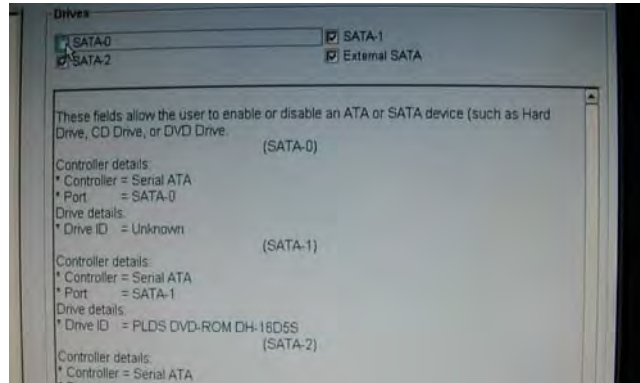 Drives
SATA-0
SATA-1
SATA-2
External SATA
These fields allow the user to enable or disable an ATA or SATA device (such as Hard
Drive, CD Drive, or DVD Drive.
(SATA-0)
Controller details:
* Controller = Serial ATA
* Port = SATA-0
Drive details:
* Drive ID = Unknown
(SATA-1)
Controller details:
* Controller = Serial ATA
* Port = SATA-1
Drive details:
* Drive ID = PLDS DVD-ROM DH-16D5S
(SATA-2)
Controller details:
* Controller = Serial ATA